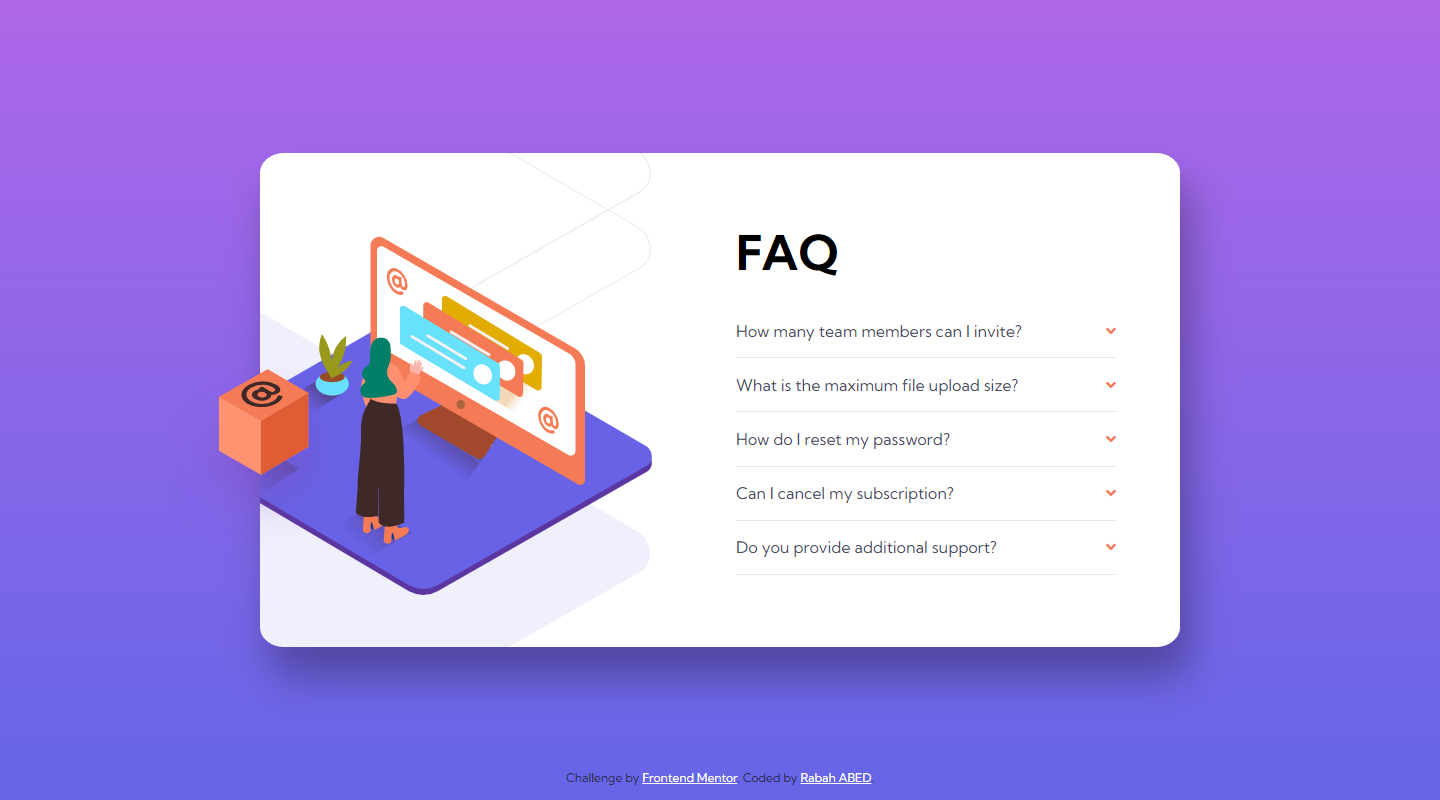 FAQ
How many team members can I invite?
What is the maximum file upload size?
How do I reset my password?
Can I cancel my subscription?
Do you provide additional support?
@
@
@
Challenge by Frontend Mentor Coded by Rabah ABED